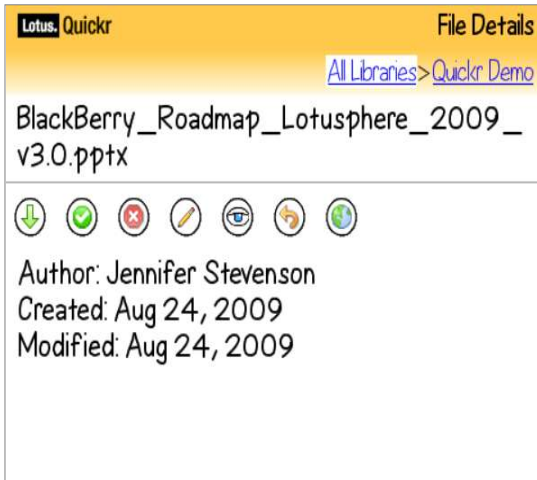 Lotus. Quickr File Details
All Libraries>Quickr Demo
BlackBerry_Roadmap_Lotusphere_2009_
v3.0.pptx
Author: Jennifer Stevenson
Created: Aug 24, 2009
Modified: Aug 24, 2009